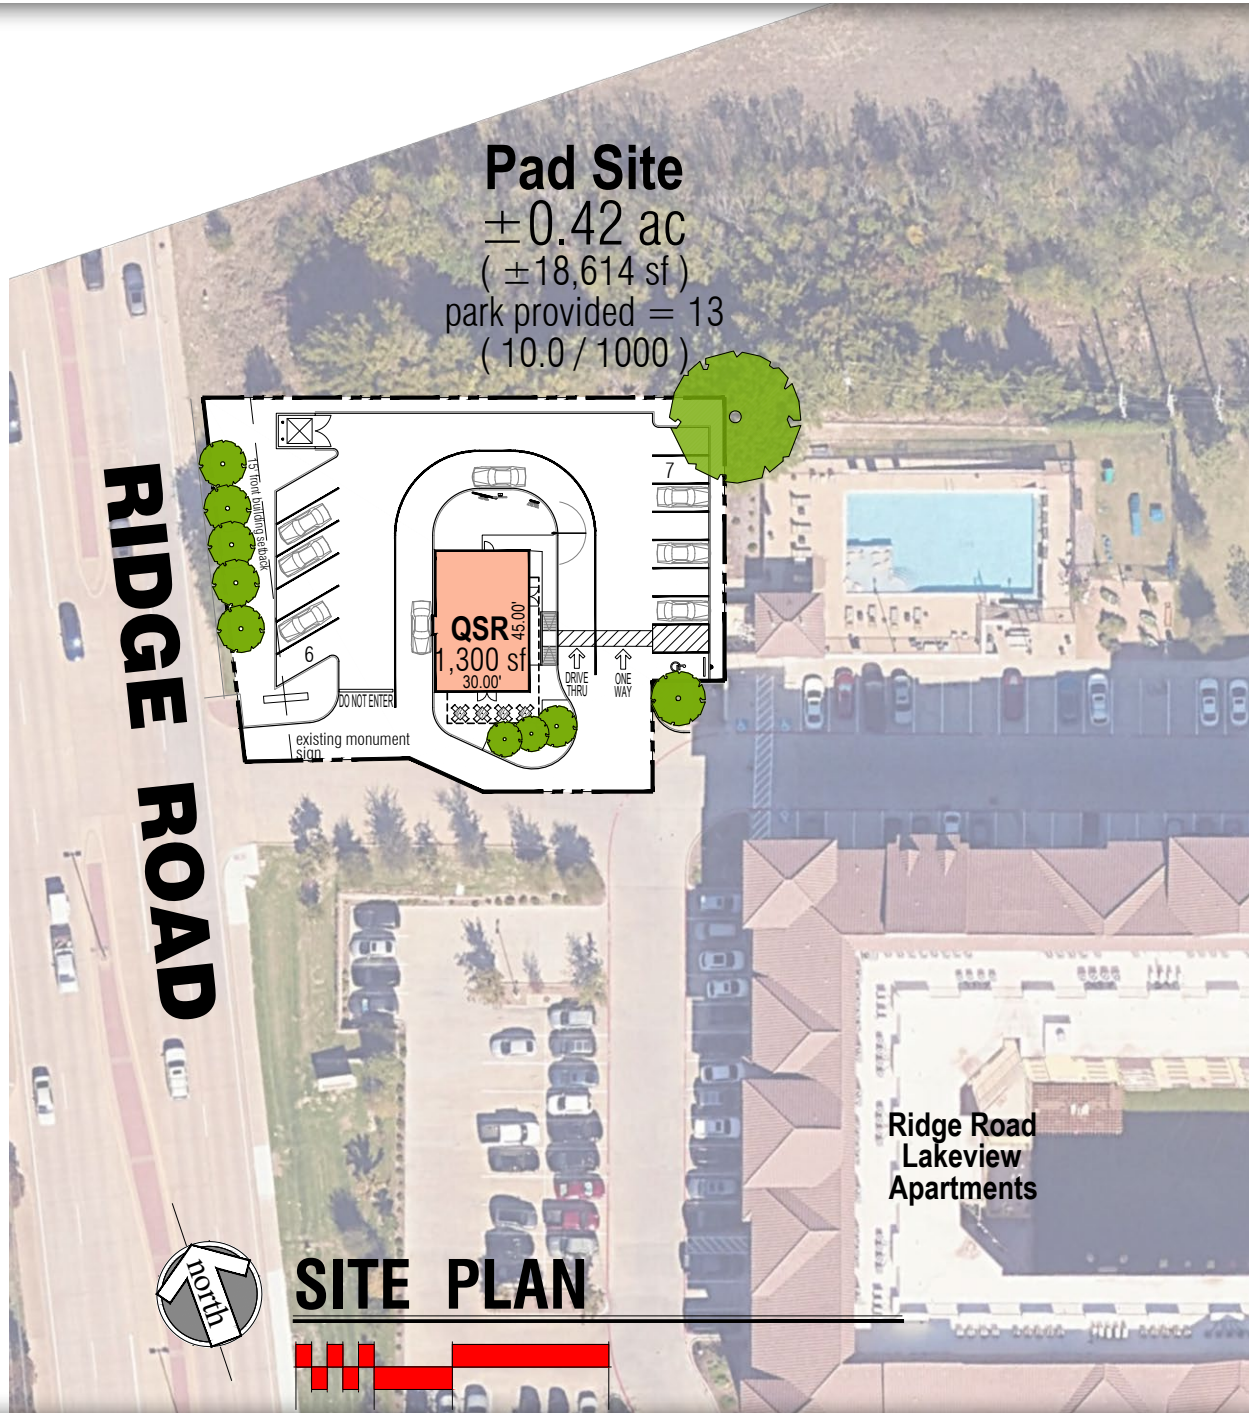 Pad Site
±0.42 ac
( ±18,614 sf )
park provided = 13
( 10.0 / 1000 )
RIDGE ROAD
15' front building setback
7
6
QSR
1,300 sf
30.00'
45.00'
DRIVE
THRU
ONE
WAY
DO NOT ENTER
existing monument
sign
Ridge Road
Lakeview
Apartments
north
SITE PLAN